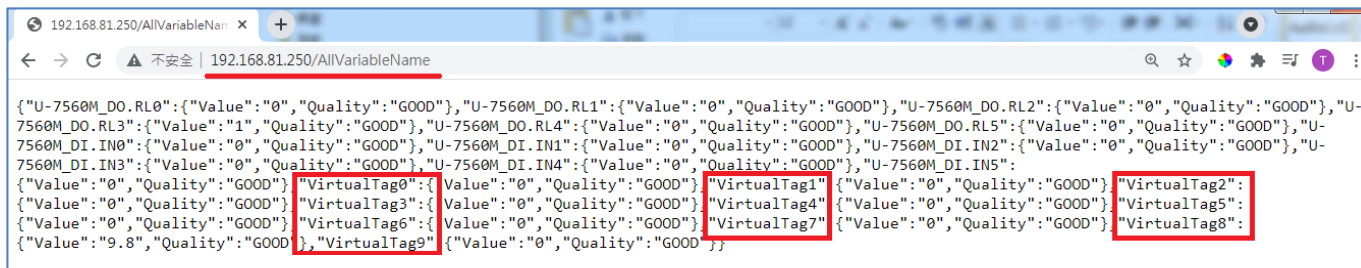 192.168.81.250/AllVariableNan
不安全 | 192.168.81.250/AllVariableName
{"U-7560M_DO.RL0":{"Value":"0","Quality":"GOOD"},"U-7560M_DO.RL1":{"Value":"0","Quality":"GOOD"},"U-7560M_DO.RL2":{"Value":"0","Quality":"GOOD"},"U-
7560M_DO.RL3":{"Value":"1","Quality":"GOOD"},"U-7560M_DO.RL4":{"Value":"0","Quality":"GOOD"},"U-7560M_DO.RL5":{"Value":"0","Quality":"GOOD"},"U-
7560M_DI.IN0":{"Value":"0","Quality":"GOOD"},"U-7560M_DI.IN1":{"Value":"0","Quality":"GOOD"},"U-7560M_DI.IN2":{"Value":"0","Quality":"GOOD"},"U-
7560M_DI.IN3":{"Value":"0","Quality":"GOOD"},"U-7560M_DI.IN4":{"Value":"0","Quality":"GOOD"},"U-7560M_DI.IN5":
{"Value":"0","Quality":"GOOD"},"VirtualTag0":{"Value":"0","Quality":"GOOD"},"VirtualTag1":{"Value":"0","Quality":"GOOD"},"VirtualTag2":
{"Value":"0","Quality":"GOOD"},"VirtualTag3":{"Value":"0","Quality":"GOOD"},"VirtualTag4":{"Value":"0","Quality":"GOOD"},"VirtualTag5":
{"Value":"0","Quality":"GOOD"},"VirtualTag6":{"Value":"0","Quality":"GOOD"},"VirtualTag7":{"Value":"0","Quality":"GOOD"},"VirtualTag8":
{"Value":"9.8","Quality":"GOOD"},"VirtualTag9":{"Value":"0","Quality":"GOOD"}}